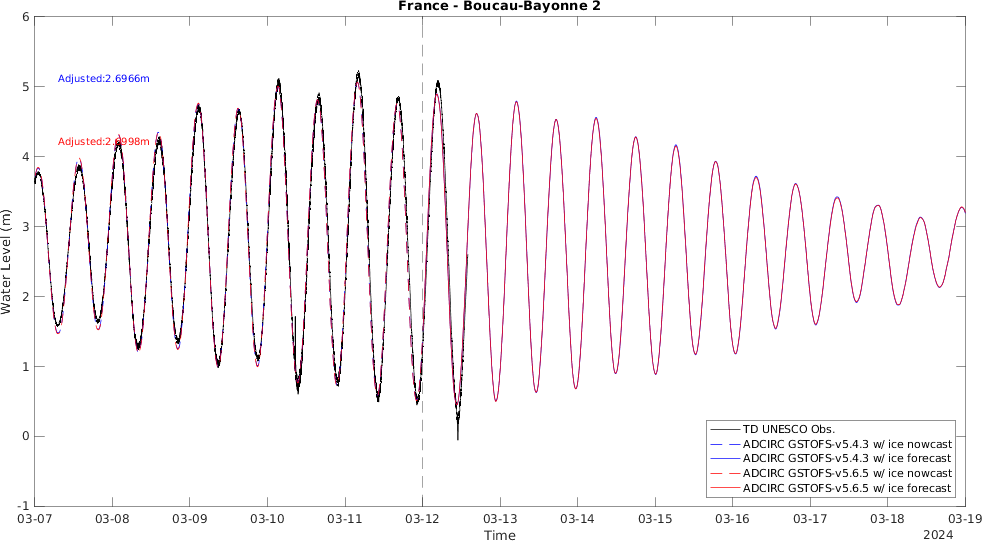 France - Boucau-Bayonne 2
6
5
4
3
2
1
0
-1
Water Level (m)
Adjusted:2.6966m
Adjusted:2.6998m
TD UNESCO Obs.
ADCIRC GSTOFS-v5.4.3 w/ ice nowcast
ADCIRC GSTOFS-v5.4.3 w/ ice forecast
ADCIRC GSTOFS-v5.6.5 w/ ice nowcast
ADCIRC GSTOFS-v5.6.5 w/ ice forecast
03-07 03-08 03-09 03-10 03-11 03-12 03-13 03-14 03-15 03-16 03-17 03-18 03-19
Time
2024